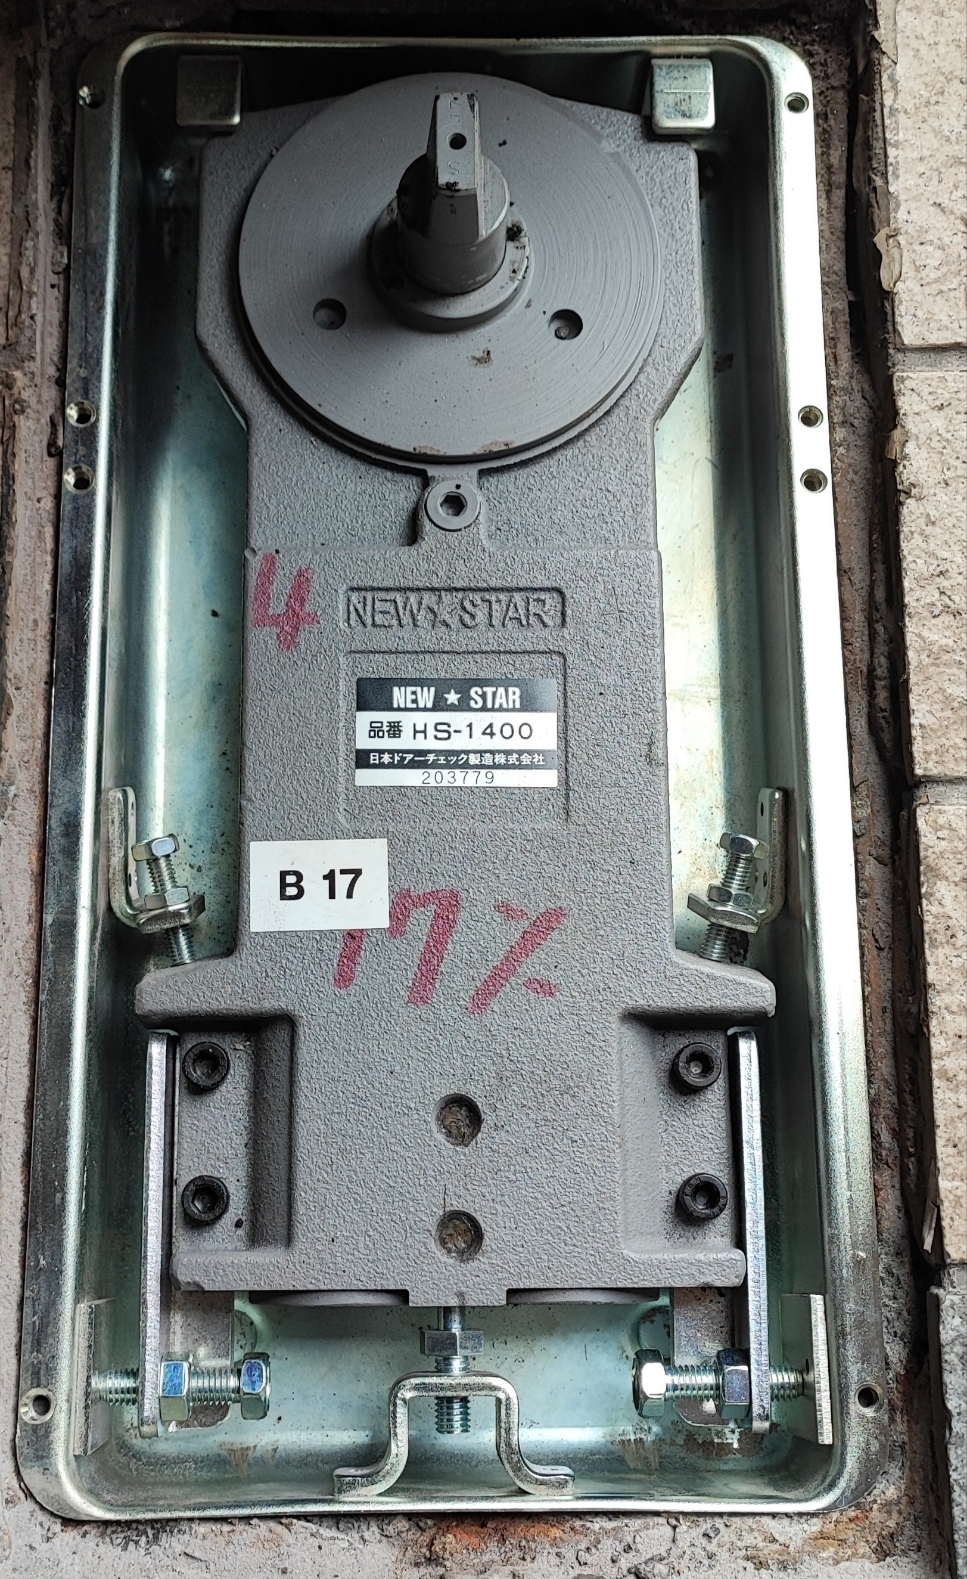 4
NEW★STAR
NEW ★ STAR
品番 HS-1400
日本ドアーチェック製造株式会社
203779
B 17